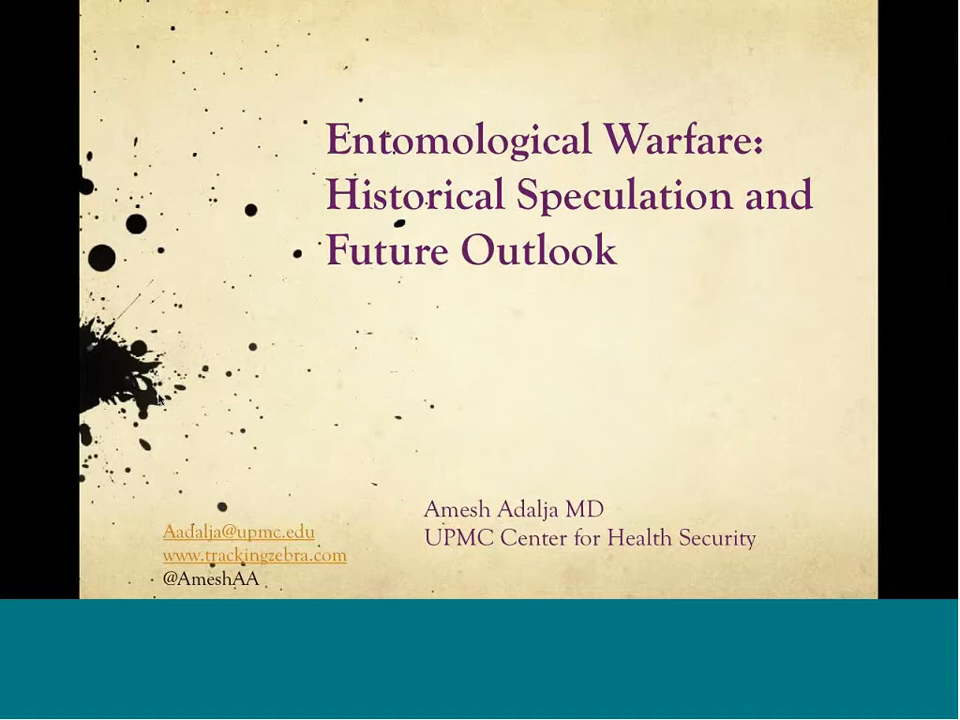 Entomological Warfare:
Historical Speculation and
Future Outlook
Amesh Adalja MD
UPMC Center for Health Security
Aadalja@upmc.edu
www.trackingzebra.com
@AmeshAA